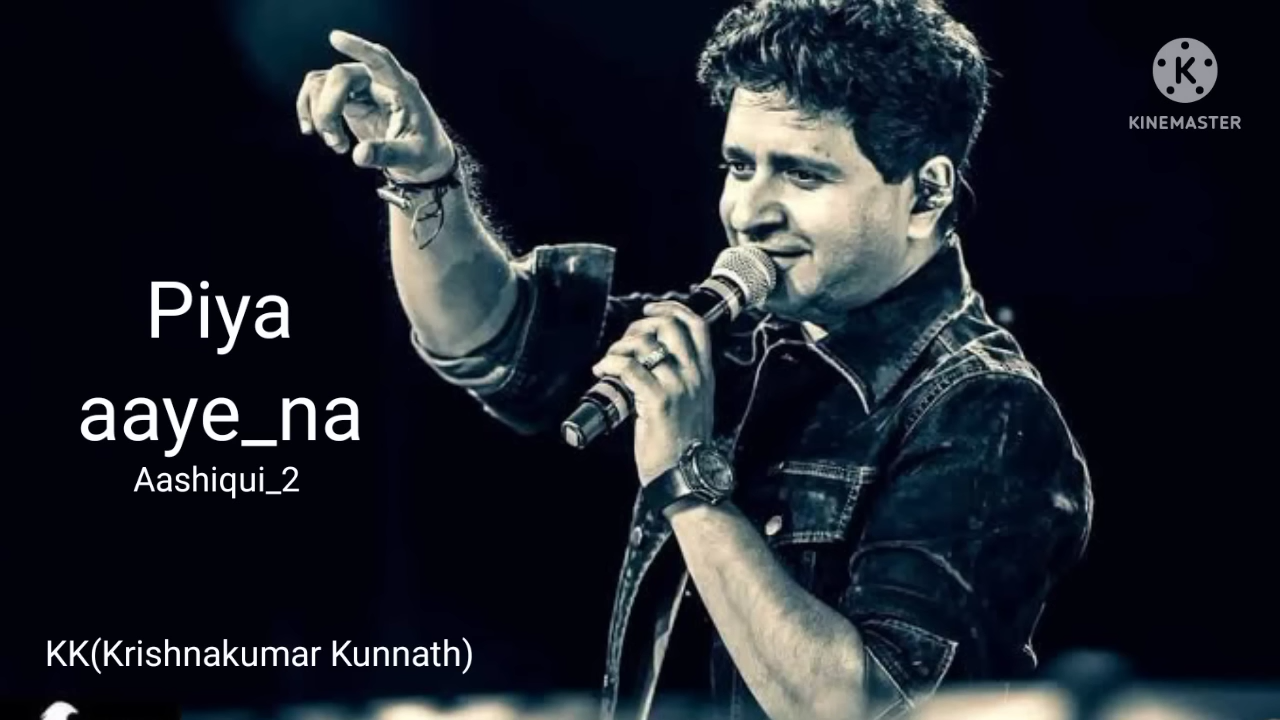 Piya
aaye_na
Aashiqui_2
KK(Krishnakumar Kunnath)
K
KINEMASTER